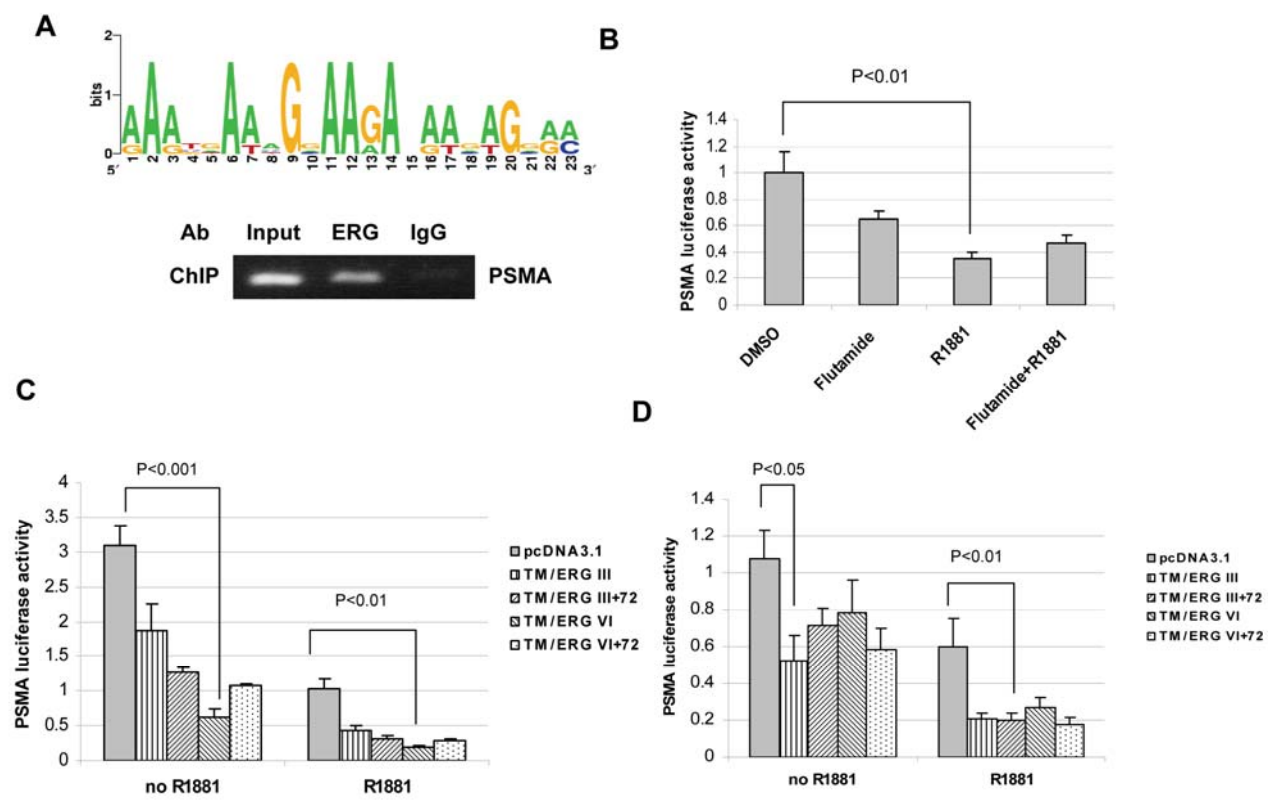 A
2
bits
1
0
A A A A A G A A G A A A A G A A
G G T G T A G A G T G T G G C
1 2 3 4 5 6 7 8 9 10 11 12 13 14 15 16 17 18 19 20 21 22 23
5′ 3′
Ab Input ERG IgG
ChIP PSMA
B
P<0.01
PSMA luciferase activity
1.4
1.2
1
0.8
0.6
0.4
0.2
0
DMSO
Flutamide
R1881
Flutamide+R1881
C
P<0.001
P<0.01
PSMA luciferase activity
4
3.5
3
2.5
2
1.5
1
0.5
0
no R1881 R1881
pcDNA3.1
TM/ERG III
TM/ERG III+72
TM/ERG VI
TM/ERG VI+72
D
P<0.05
P<0.01
PSMA luciferase activity
1.4
1.2
1
0.8
0.6
0.4
0.2
0
no R1881 R1881
pcDNA3.1
TM/ERG III
TM/ERG III+72
TM/ERG VI
TM/ERG VI+72